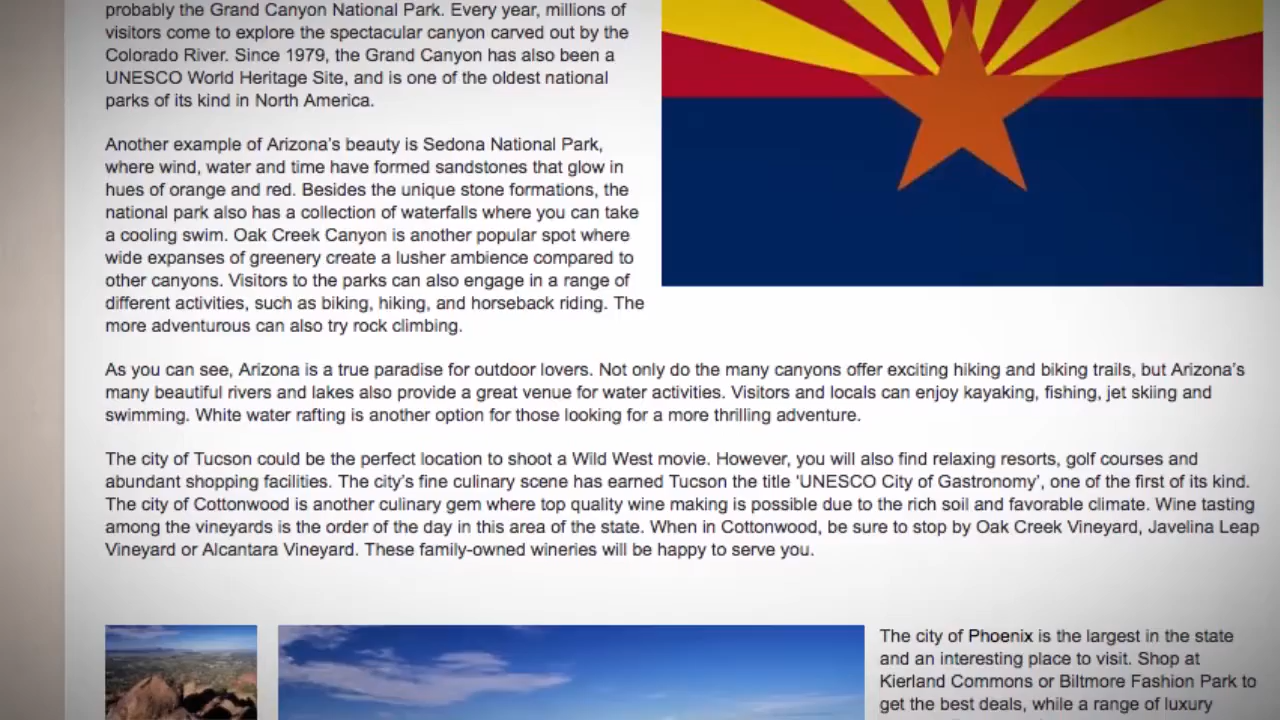 probably the Grand Canyon National Park. Every year, millions of
visitors come to explore the spectacular canyon carved out by the
Colorado River. Since 1979, the Grand Canyon has also been a
UNESCO World Heritage Site, and is one of the oldest national
parks of its kind in North America.
Another example of Arizona’s beauty is Sedona National Park,
where wind, water and time have formed sandstones that glow in
hues of orange and red. Besides the unique stone formations, the
national park also has a collection of waterfalls where you can take
a cooling swim. Oak Creek Canyon is another popular spot where
wide expanses of greenery create a lusher ambience compared to
other canyons. Visitors to the parks can also engage in a range of
different activities, such as biking, hiking, and horseback riding. The
more adventurous can also try rock climbing.
As you can see, Arizona is a true paradise for outdoor lovers. Not only do the many canyons offer exciting hiking and biking trails, but Arizona’s
many beautiful rivers and lakes also provide a great venue for water activities. Visitors and locals can enjoy kayaking, fishing, jet skiing and
swimming. White water rafting is another option for those looking for a more thrilling adventure.
The city of Tucson could be the perfect location to shoot a Wild West movie. However, you will also find relaxing resorts, golf courses and
abundant shopping facilities. The city’s fine culinary scene has earned Tucson the title ‘UNESCO City of Gastronomy’, one of the first of its kind.
The city of Cottonwood is another culinary gem where top quality wine making is possible due to the rich soil and favorable climate. Wine tasting
among the vineyards is the order of the day in this area of the state. When in Cottonwood, be sure to stop by Oak Creek Vineyard, Javelina Leap
Vineyard or Alcantara Vineyard. These family-owned wineries will be happy to serve you.
The city of Phoenix is the largest in the state
and an interesting place to visit. Shop at
Kierland Commons or Biltmore Fashion Park to
get the best deals, while a range of luxury